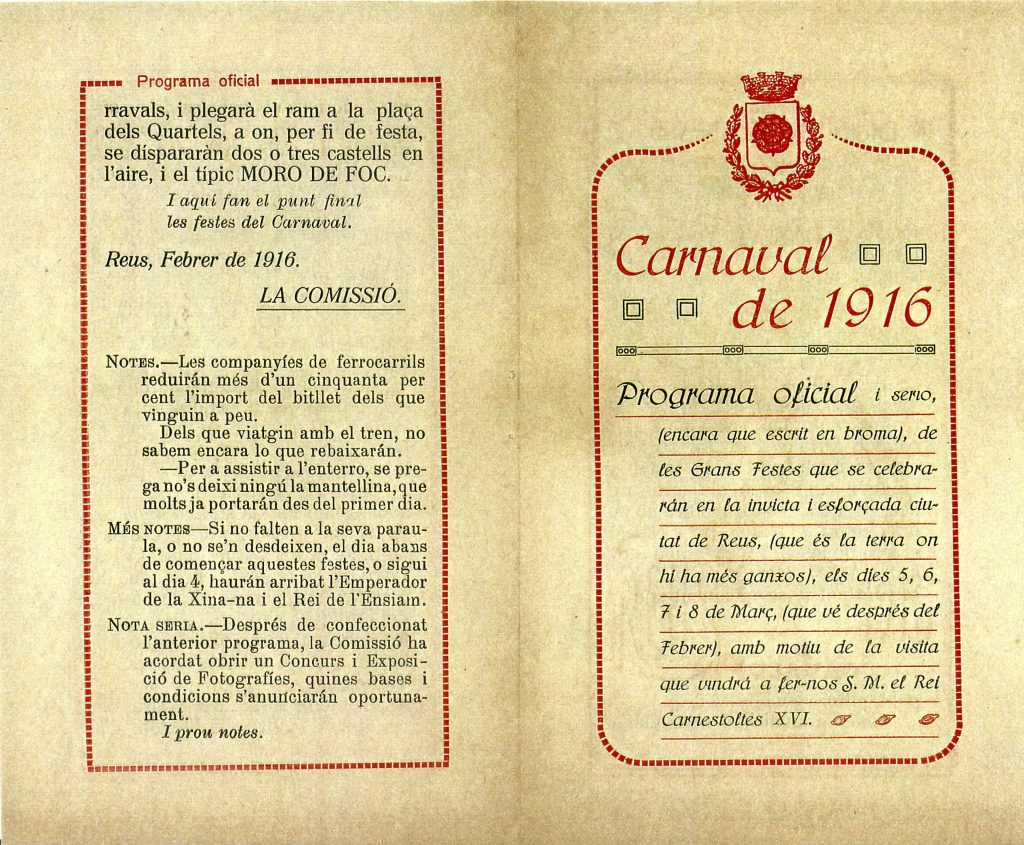 Programa oficial
rravals, i plegarà el ram a la plaça
dels Quartels, a on, per fi de festa,
se dispararàn dos o tres castells en
l'aire, i el típic MORO DE FOC.
I aquí fan el punt final
les festes del Carnaval.
Reus, Febrer de 1916.
LA COMISSIÓ.
NOTES.—Les companyíes de ferrocarrils
reduirán més d'un cinquanta per
cent l'import del bitllet dels que
vinguin a peu.
Dels que viatgin amb el tren, no
sabem encara lo que rebaixarán.
—Per a assistir a l'enterro, se pre-
ga no's deixi ningú la mantellina, que
molts ja portarán des del primer dia.
MÉS NOTES—Si no falten a la seva parau-
la, o no se'n desdeixen, el dia abans
de començar aquestes festes, o sigui
al dia 4, haurán arribat l'Emperador
de la Xina-na i el Rei de l'Ensiam.
NOTA SERIA.—Després de confeccionat
l'anterior programa, la Comissió ha
acordat obrir un Concurs i Exposi-
ció de Fotografíes, quines bases i
condicions s'anunciarán oportuna-
ment.
I prou notes.
Carnaval
de 1916
Programa oficial i serio,
(encara que escrit en broma), de
les Grans Festes que se celebra-
rán en la invicta i esforçada ciu-
tat de Reus, (que és la terra on
hi ha més ganxos), els dies 5, 6,
7 i 8 de Març, (que vé després del
Febrer), amb motiu de la visita
que vindrá a fer-nos S. M. el Rei
Carnestoltes XVI.